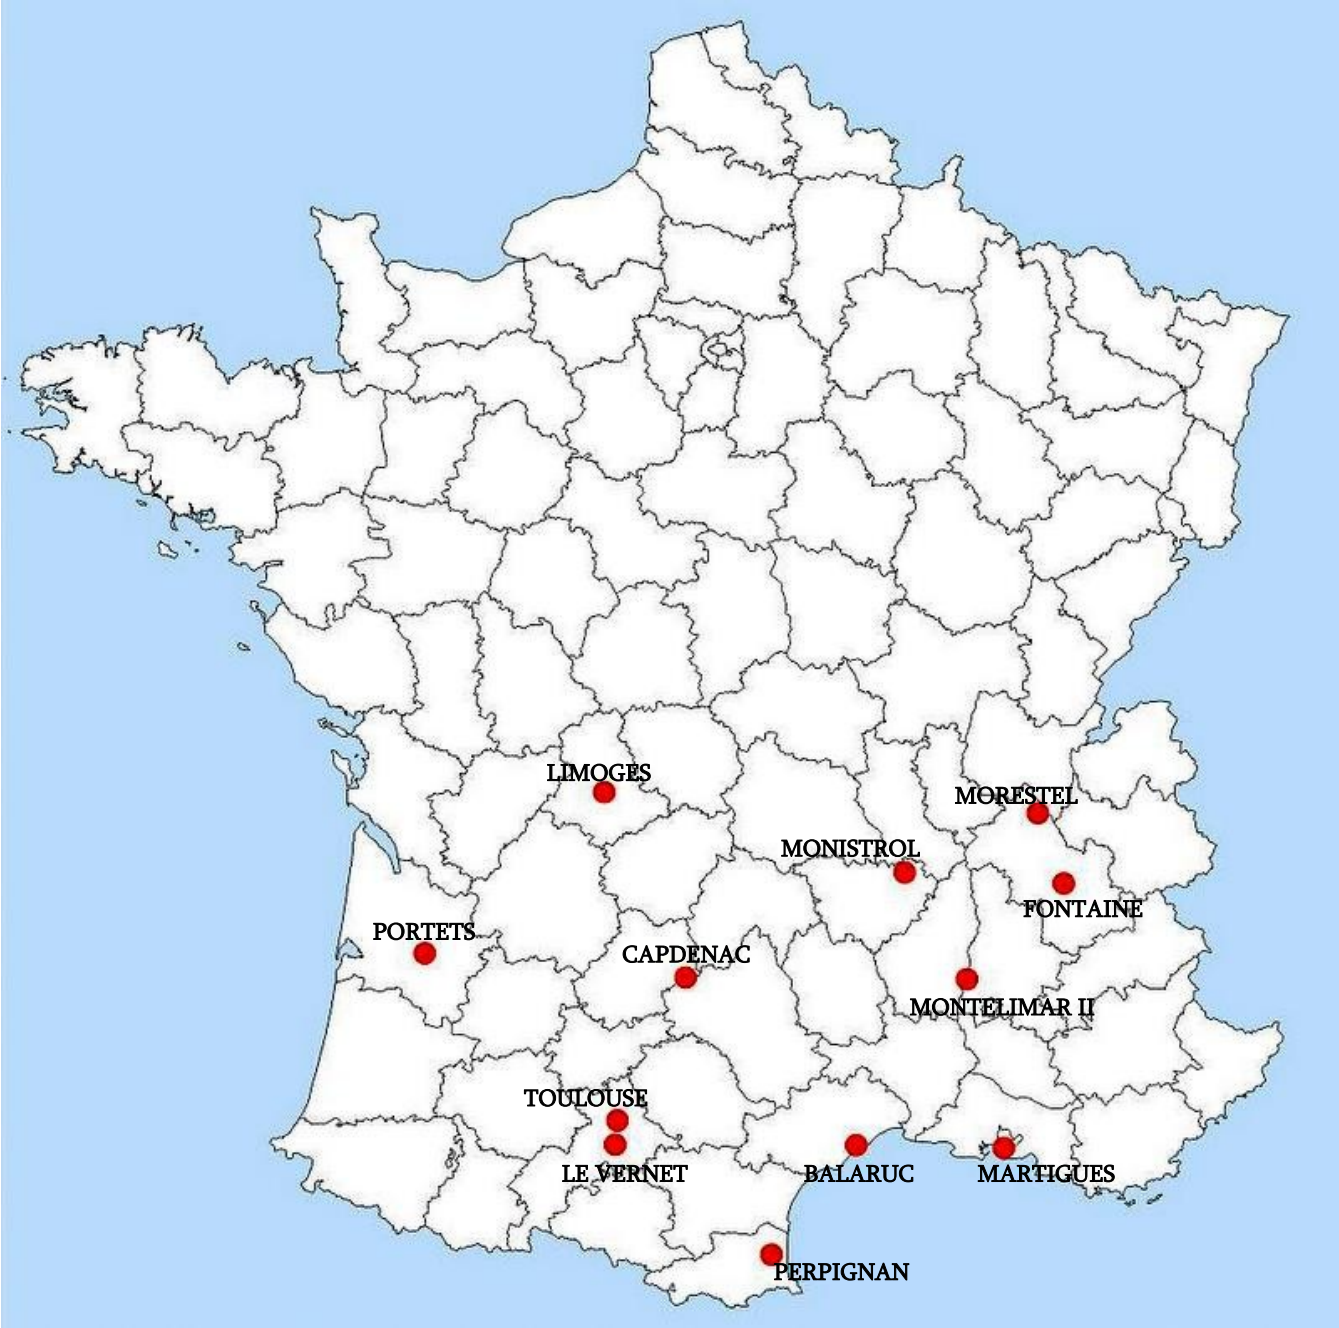 LIMOGES
MORESTEL
MONISTROL
FONTAINE
PORTETS
CAPDENAC
MONTELIMAR II
TOULOUSE
LE VERNET
BALARUC
MARTIGUES
PERPIGNAN